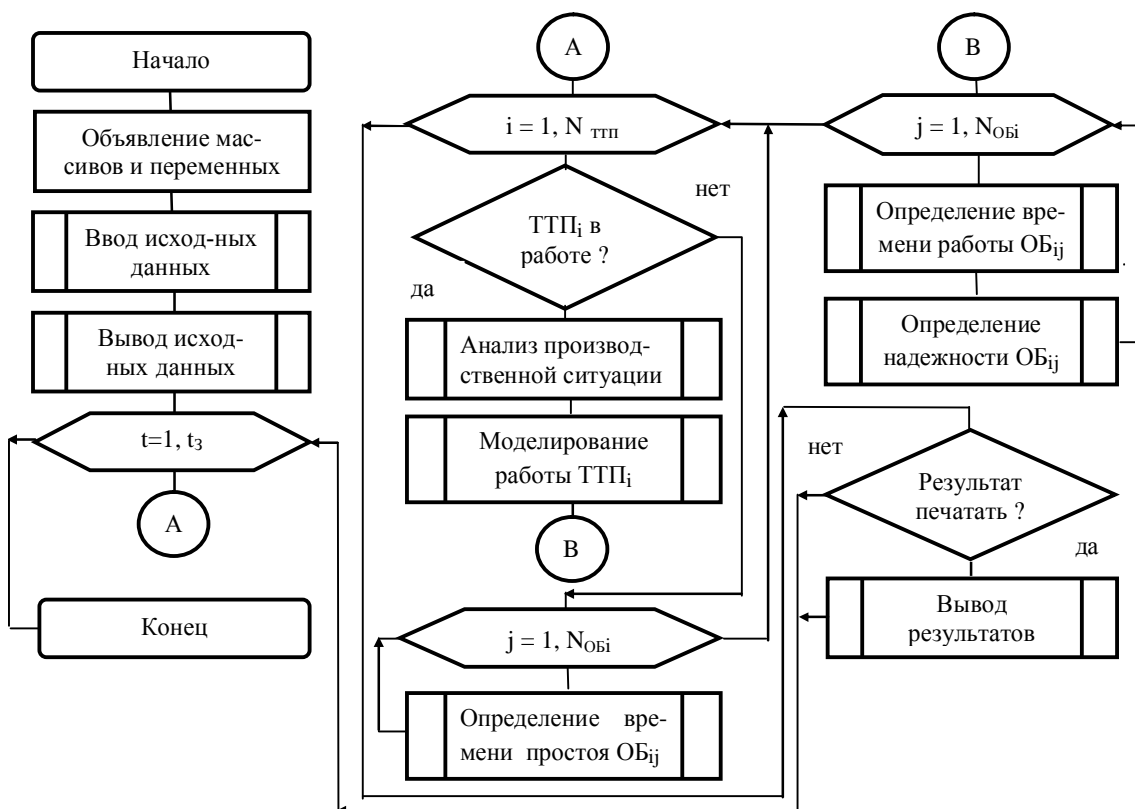 Начало
Объявление мас-
сивов и переменных
Ввод исход-ных
данных
Вывод исход-
ных данных
t=1, tЗ
А
Конец
А
i = 1, N ТТП
нет
ТТПi в
работе ?
да
Анализ производ-
ственной ситуации
Моделирование
работы ТТПi
В
j = 1, NОБi
Определение вре-
мени простоя ОБij
В
j = 1, NОБi
Определение вре-
мени работы ОБij
.
Определение
надежности ОБij
нет
Результат
печатать ?
да
Вывод
результатов